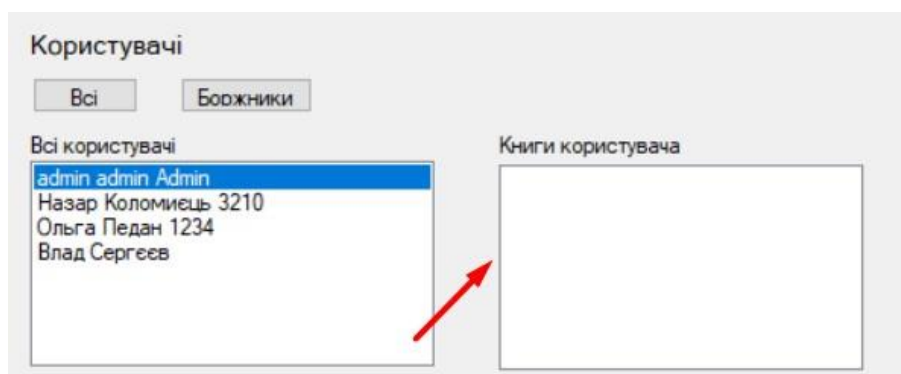 Користувачі
Всі Боржники
Всі користувачі
admin admin Admin
Назар Коломиєць 3210
Ольга Педан 1234
Влад Сергєєв
Книги користувача